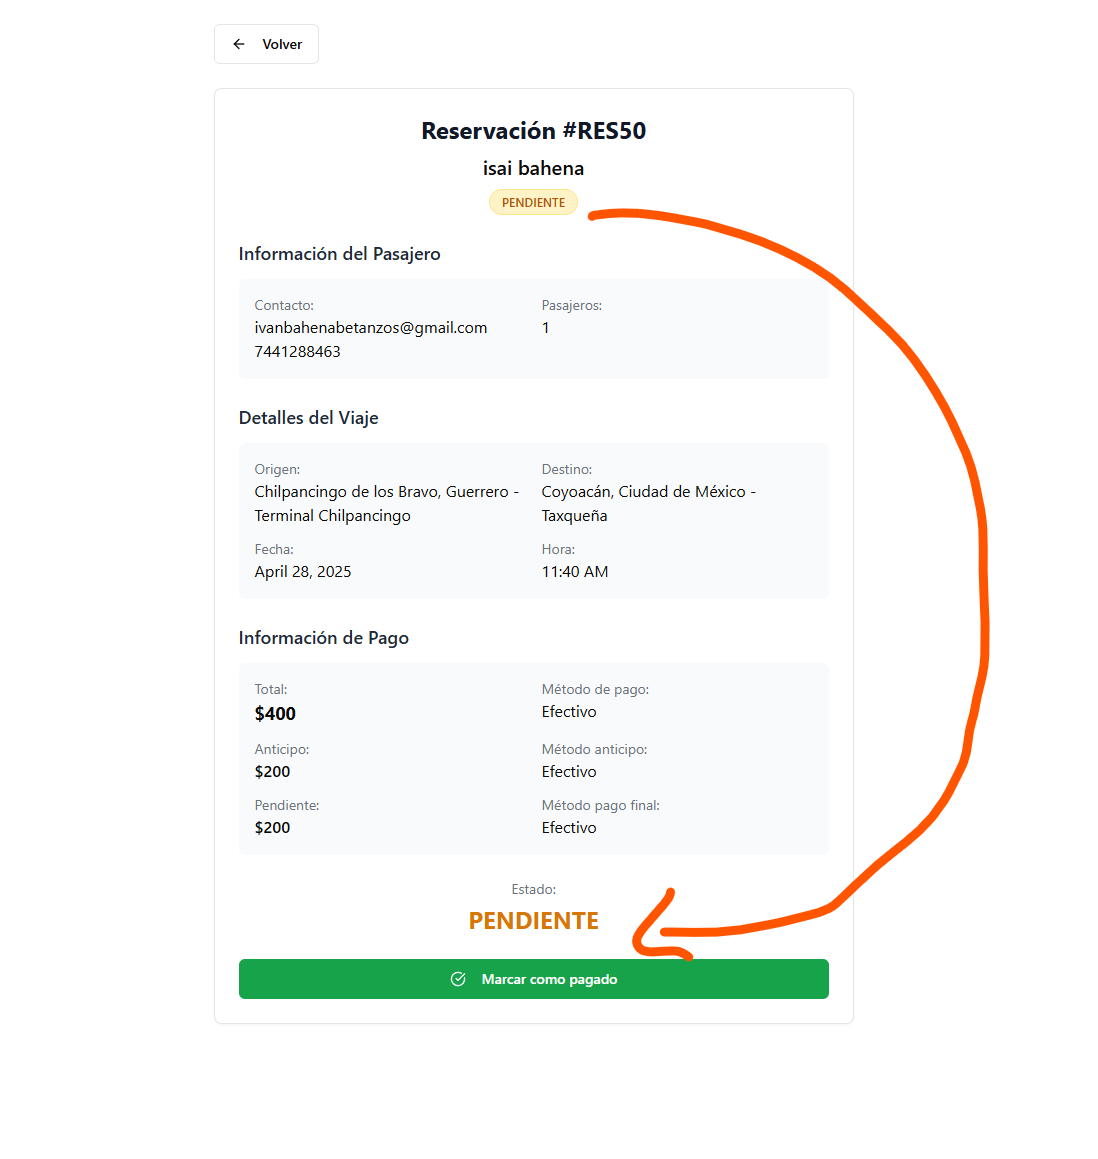 Volver
Reservación #RES50
isai bahena
PENDIENTE
Información del Pasajero
Contacto:
ivanbahenabetanzos@gmail.com
7441288463
Pasajeros:
1
Detalles del Viaje
Origen:
Chilpancingo de los Bravo, Guerrero -
Terminal Chilpancingo
Destino:
Coyoacán, Ciudad de México -
Taxqueña
Fecha:
April 28, 2025
Hora:
11:40 AM
Información de Pago
Total:
$400
Método de pago:
Efectivo
Anticipo:
$200
Método anticipo:
Efectivo
Pendiente:
$200
Método pago final:
Efectivo
Estado:
PENDIENTE
Marcar como pagado